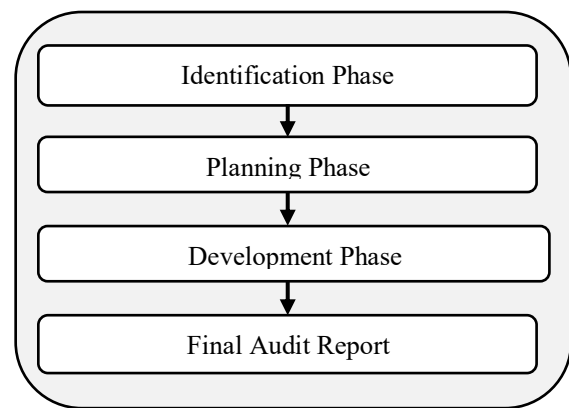 Identification Phase
Planning Phase
Development Phase
Final Audit Report